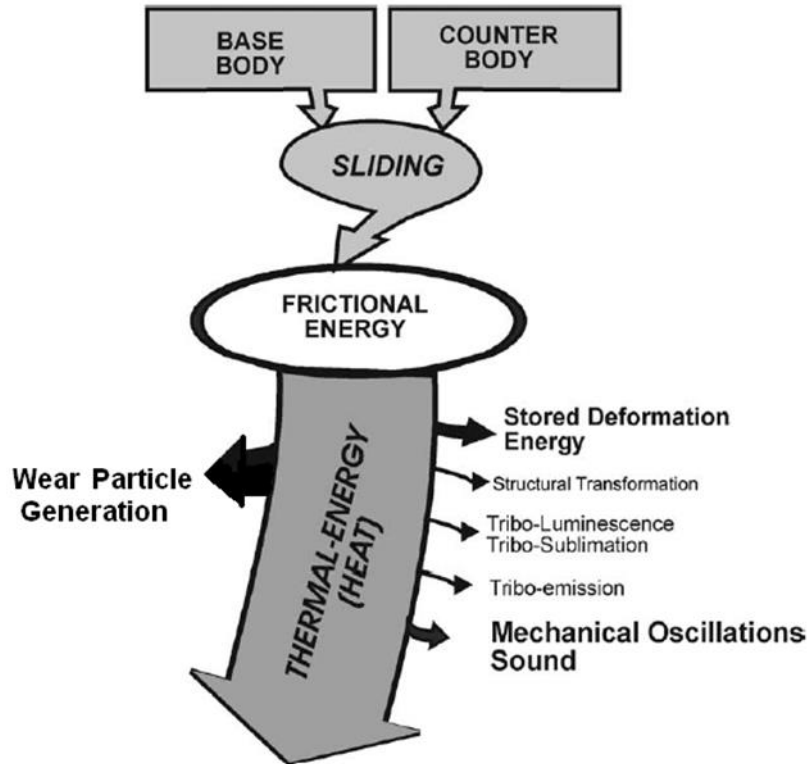 BASE
BODY
COUNTER
BODY
SLIDING
FRICTIONAL
ENERGY
THERMAL-ENERGY
(HEAT)
Wear Particle
Generation
Stored Deformation
Energy
Structural Transformation
Tribo-Luminescence
Tribo-Sublimation
Tribo-emission
Mechanical Oscillations
Sound